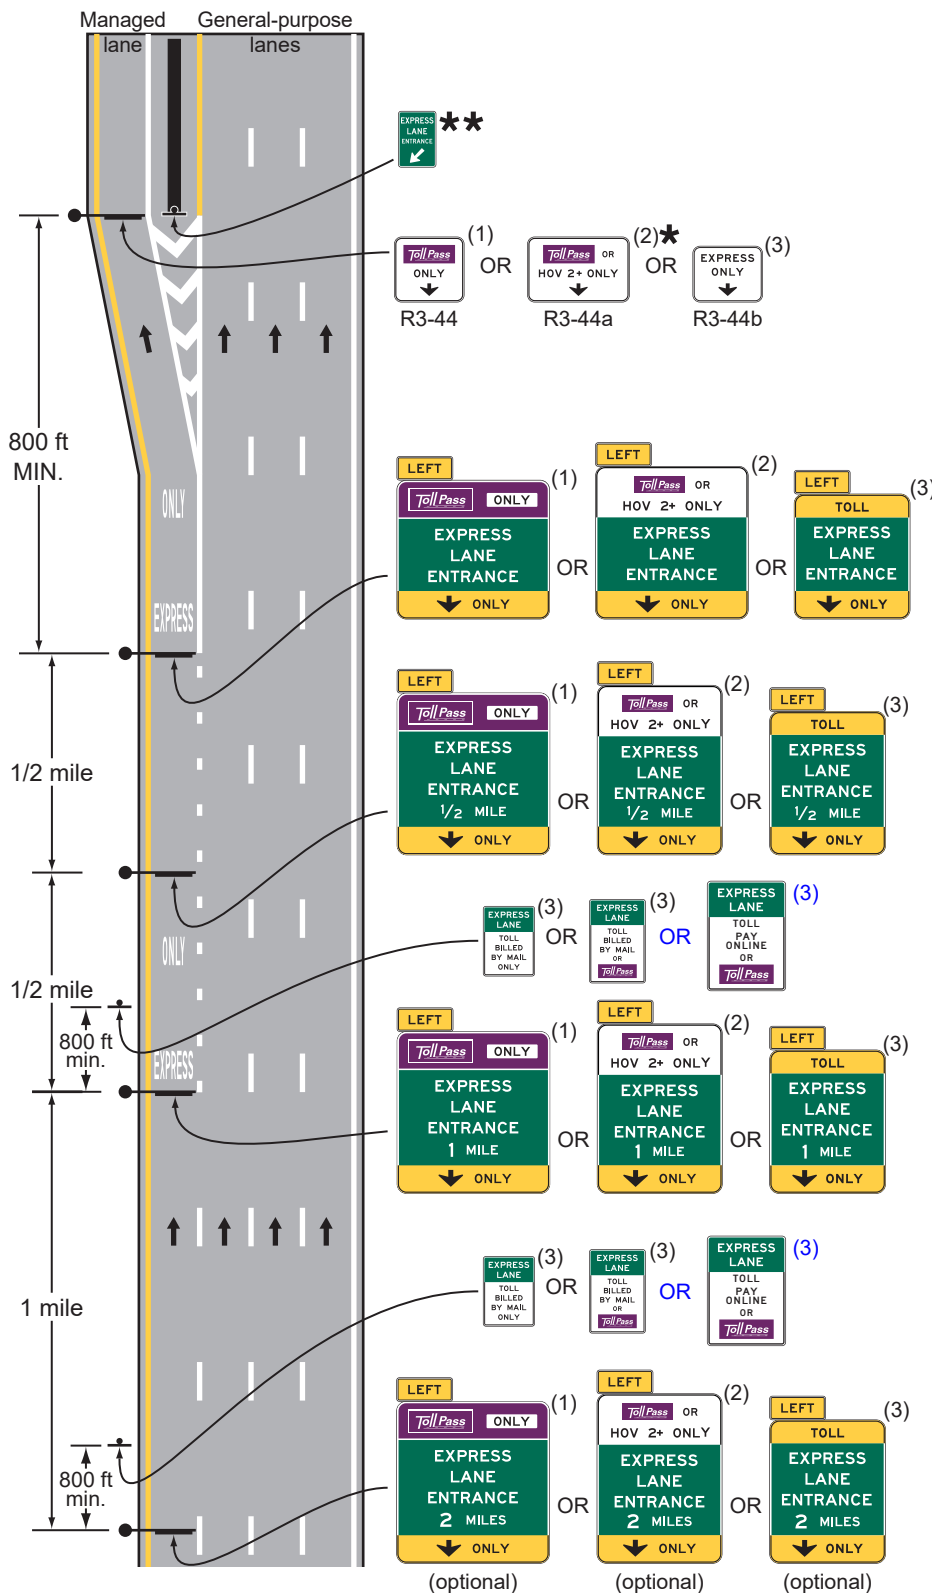 Managed
lane
General-purpose
lanes
EXPRESS
LANE
ENTRANCE
**
Toll Pass
ONLY
(1)
OR
Toll Pass OR
HOV 2+ ONLY
(2)*
OR
EXPRESS
ONLY
(3)
R3-44
R3-44a
R3-44b
800 ft
MIN.
ONLY
EXPRESS
LEFT
Toll Pass ONLY
EXPRESS
LANE
ENTRANCE
ONLY
(1)
OR
LEFT
Toll Pass OR
HOV 2+ ONLY
EXPRESS
LANE
ENTRANCE
ONLY
(2)
OR
LEFT
TOLL
EXPRESS
LANE
ENTRANCE
ONLY
(3)
1/2 mile
LEFT
Toll Pass ONLY
EXPRESS
LANE
ENTRANCE
1/2 MILE
ONLY
(1)
OR
LEFT
Toll Pass OR
HOV 2+ ONLY
EXPRESS
LANE
ENTRANCE
1/2 MILE
ONLY
(2)
OR
LEFT
TOLL
EXPRESS
LANE
ENTRANCE
1/2 MILE
ONLY
(3)
1/2 mile
ONLY
EXPRESS
800 ft
min.
EXPRESS
LANE
TOLL
BILLED
BY MAIL
ONLY
(3)
OR
EXPRESS
LANE
TOLL
BILLED
BY MAIL
OR
Toll Pass
(3)
OR
EXPRESS
LANE
TOLL
PAY
ONLINE
OR
Toll Pass
(3)
LEFT
Toll Pass ONLY
EXPRESS
LANE
ENTRANCE
1 MILE
ONLY
(1)
OR
LEFT
Toll Pass OR
HOV 2+ ONLY
EXPRESS
LANE
ENTRANCE
1 MILE
ONLY
(2)
OR
LEFT
TOLL
EXPRESS
LANE
ENTRANCE
1 MILE
ONLY
(3)
1 mile
EXPRESS
LANE
TOLL
BILLED
BY MAIL
ONLY
(3)
OR
EXPRESS
LANE
TOLL
BILLED
BY MAIL
OR
Toll Pass
(3)
OR
EXPRESS
LANE
TOLL
PAY
ONLINE
OR
Toll Pass
(3)
800 ft
min.
LEFT
Toll Pass ONLY
EXPRESS
LANE
ENTRANCE
2 MILES
ONLY
(1)
(optional)
OR
LEFT
Toll Pass OR
HOV 2+ ONLY
EXPRESS
LANE
ENTRANCE
2 MILES
ONLY
(2)
(optional)
OR
LEFT
TOLL
EXPRESS
LANE
ENTRANCE
2 MILES
ONLY
(3)
(optional)